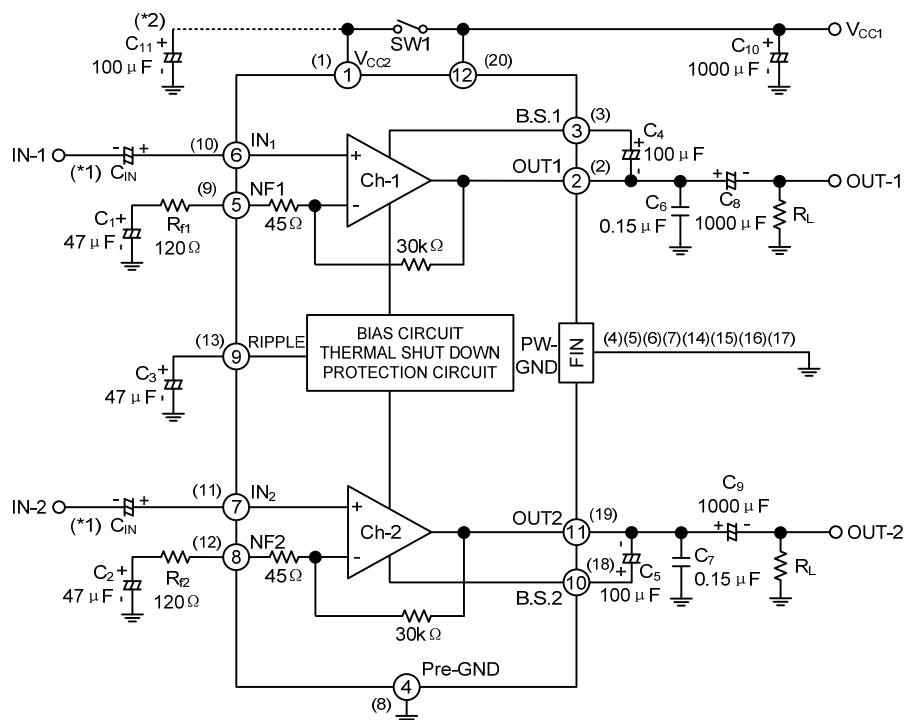 (*2)
C11 +
100 μF
(1)
VCC2
1
SW1
12
(20)
C10 +
1000 μF
VCC1
B.S.1
(3)
3
C4
+
100 μF
IN-1
(*1)
- +
CIN
(10)
6
IN1
+
-
Ch-1
OUT1
2
(2)
C6
0.15 μF
+ -
C8
1000 μF
RL
OUT-1
(9)
5
NF1
45Ω
C1 +
47 μF
Rf1
120Ω
30kΩ
(13)
9
RIPPLE
BIAS CIRCUIT
THERMAL SHUT DOWN
PROTECTION CIRCUIT
PW-
GND
FIN
(4)(5)(6)(7)(14)(15)(16)(17)
C3 +
47 μF
IN-2
(*1)
- +
CIN
(11)
7
IN2
+
-
Ch-2
OUT2
11
(19)
C9
1000 μF
+ -
OUT-2
(12)
8
NF2
45Ω
C2 +
47 μF
Rf2
120Ω
30kΩ
10
(18)
B.S.2
+
C5
100 μF
C7
0.15 μF
RL
Pre-GND
4
(8)